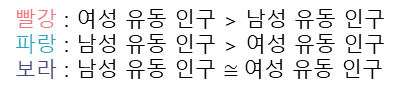 빨강 : 여성 유동 인구 > 남성 유동 인구
파랑 : 남성 유동 인구 > 여성 유동 인구
보라 : 남성 유동 인구 ≅ 여성 유동 인구